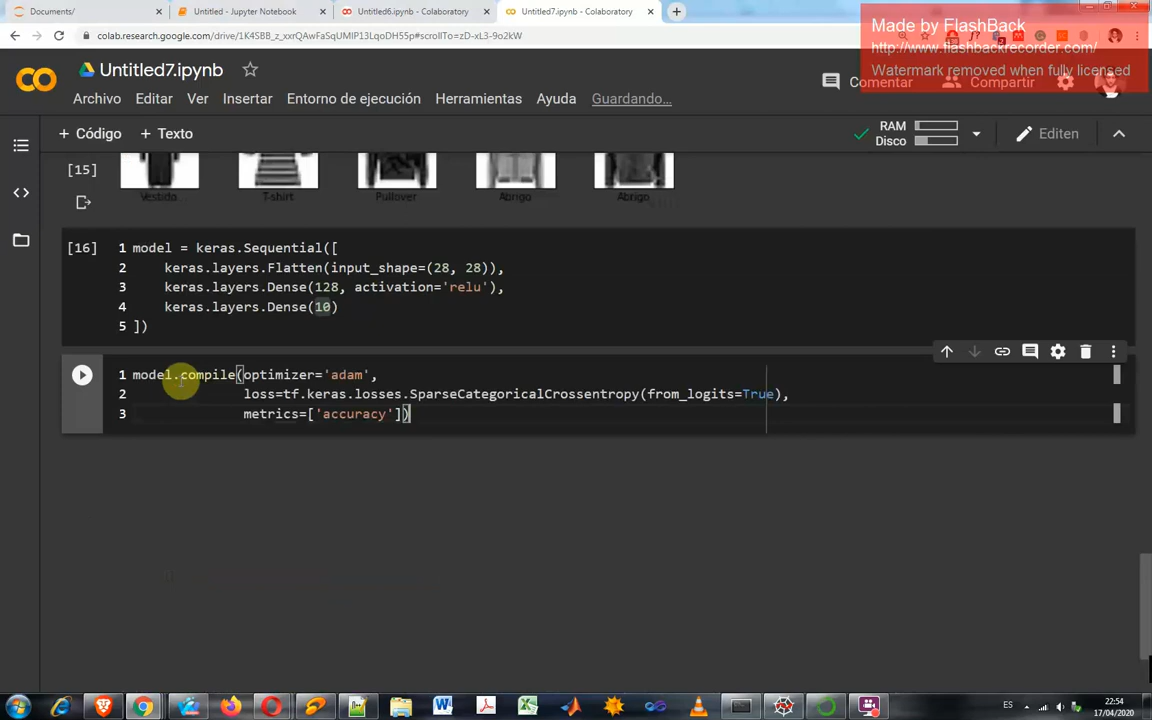 Documents/
Untitled - Jupyter Notebook
Untitled6.ipynb - Colaboratory
Untitled7.ipynb - Colaboratory
Made by FlashBack
http://www.flashbackrecorder.com/
Watermark removed when fully licensed
colab.research.google.com/drive/1K4SBB_z_xxrQAwFaSqUMlP13LqoDH55p#scrollTo=zD-xL3-9o2kW
Untitled7.ipynb
Comentar
Compartir
Archivo Editar Ver Insertar Entorno de ejecución Herramientas Ayuda Guardando...
+ Código + Texto
RAM
Disco
Editen
[15]
Vestido T-shirt Pullover Abrigo Abrigo
[16]
1 model = keras.Sequential([
2 keras.layers.Flatten(input_shape=(28, 28)),
3 keras.layers.Dense(128, activation='relu'),
4 keras.layers.Dense(10)
5 ])
1 model.compile(optimizer='adam',
2 loss=tf.keras.losses.SparseCategoricalCrossentropy(from_logits=True),
3 metrics=['accuracy'])
ES
22:54
17/04/2020